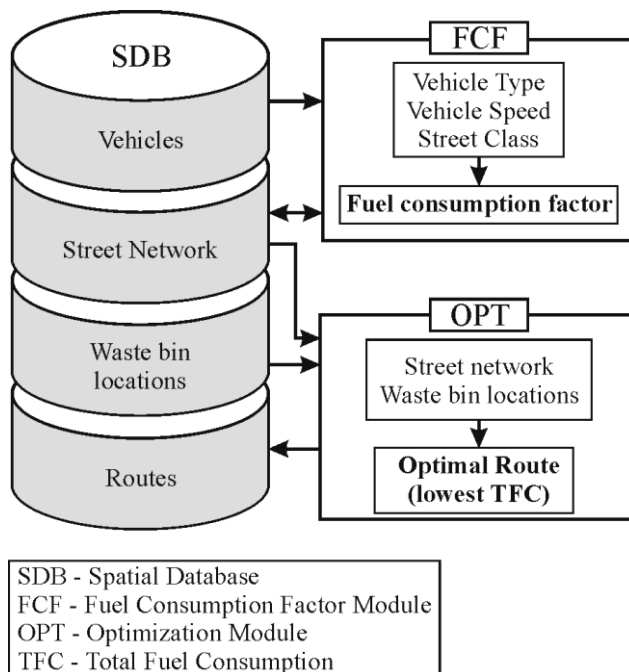 SDB
Vehicles
Street Network
Waste bin
locations
Routes
FCF
Vehicle Type
Vehicle Speed
Street Class
Fuel consumption factor
OPT
Street network
Waste bin locations
Optimal Route
(lowest TFC)
SDB - Spatial Database
FCF - Fuel Consumption Factor Module
OPT - Optimization Module
TFC - Total Fuel Consumption